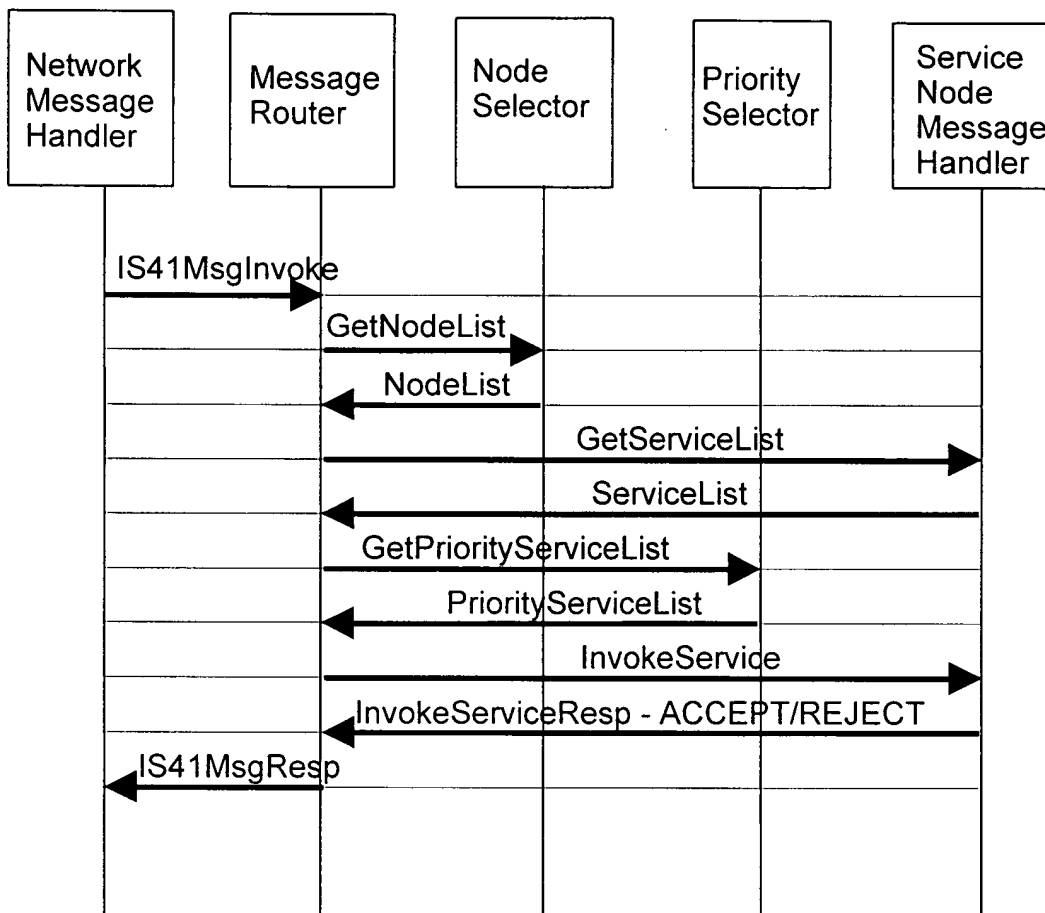 Network
Message
Handler
Message
Router
Node
Selector
Priority
Selector
Service
Node
Message
Handler
IS41MsgInvoke
GetNodeList
NodeList
GetServiceList
ServiceList
GetPriorityServiceList
PriorityServiceList
InvokeService
InvokeServiceResp - ACCEPT/REJECT
IS41MsgResp